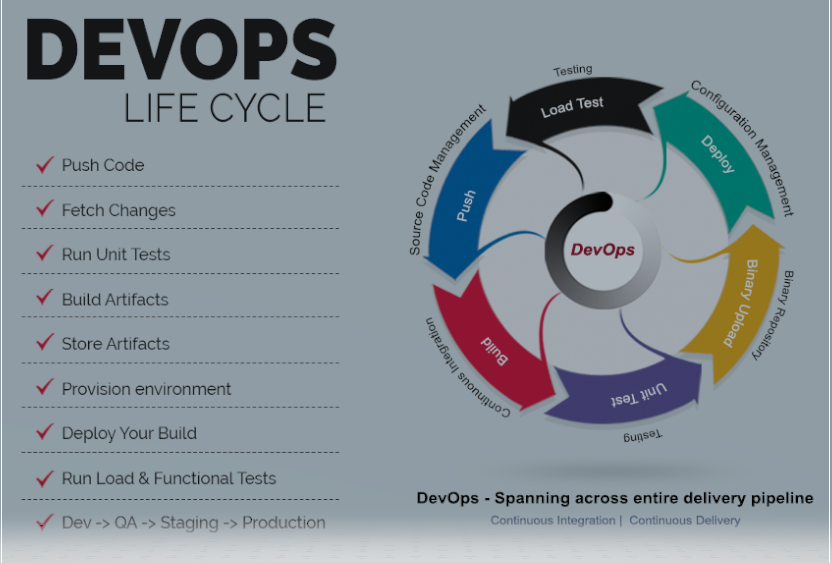 DEVOPS
LIFE CYCLE
Push Code
Fetch Changes
Run Unit Tests
Build Artifacts
Store Artifacts
Provision environment
Deploy Your Build
Run Load & Functional Tests
Dev -> QA -> Staging -> Production
Testing
Load Test
Configuration Management
Deploy
Binary Repository
Binary Upload
Testing
Unit Test
Continuous Integration
Build
Source Code Management
Push
DevOps
DevOps - Spanning across entire delivery pipeline
Continuous Integration | Continuous Delivery